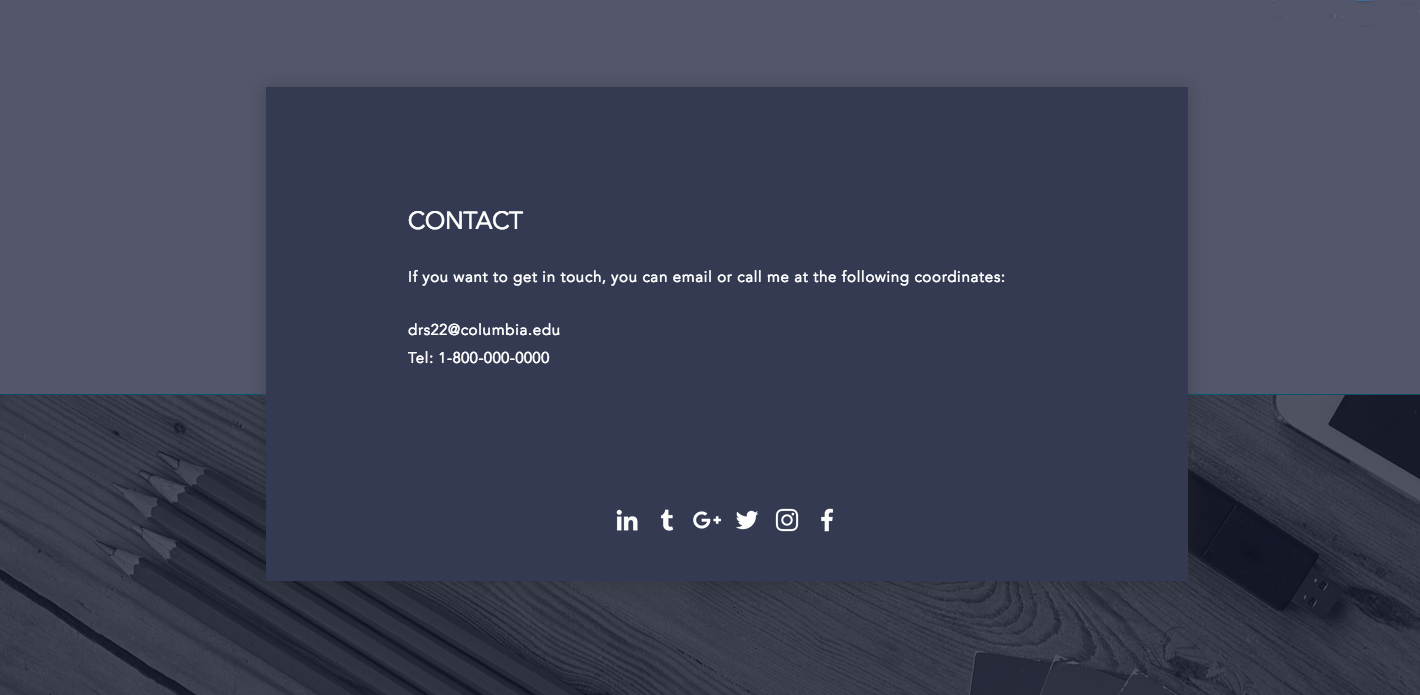 CONTACT
If you want to get in touch, you can email or call me at the following coordinates:
drs22@columbia.edu
Tel: 1-800-000-0000